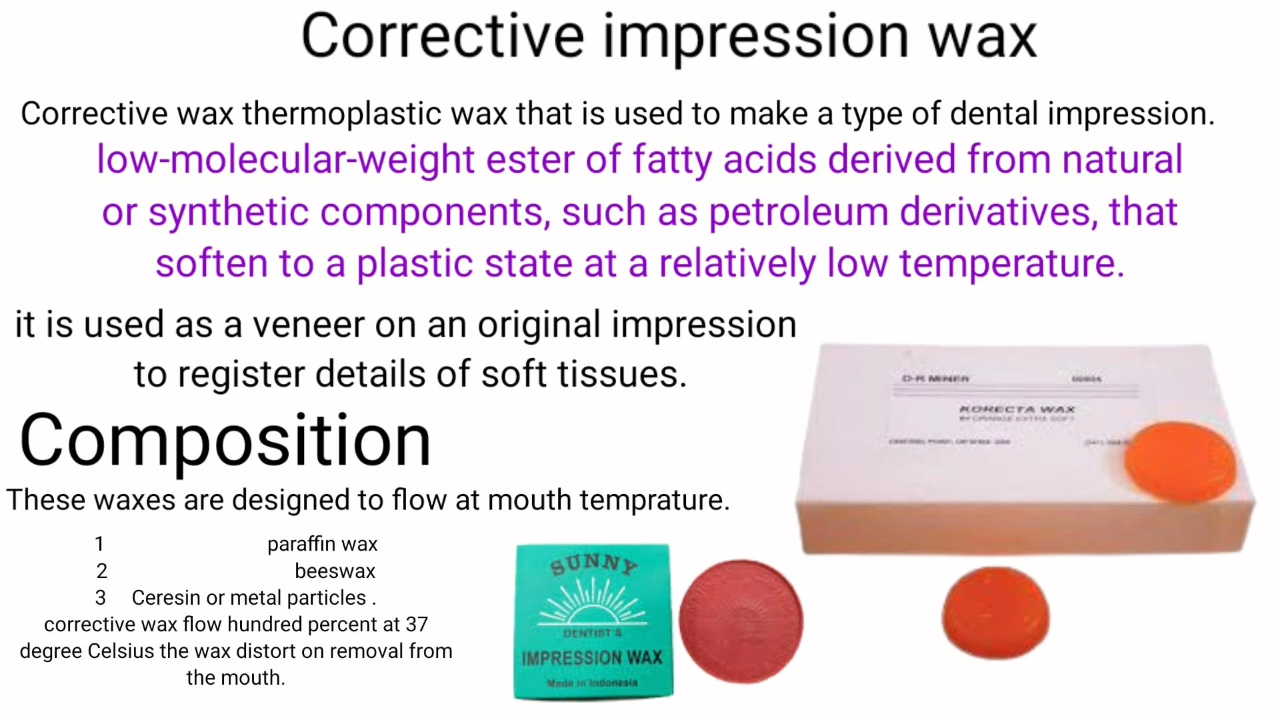 Corrective impression wax
Corrective wax thermoplastic wax that is used to make a type of dental impression.
low-molecular-weight ester of fatty acids derived from natural
or synthetic components, such as petroleum derivatives, that
soften to a plastic state at a relatively low temperature.
it is used as a veneer on an original impression
to register details of soft tissues.
Composition
These waxes are designed to flow at mouth temprature.
1 paraffin wax
2 beeswax
3 Ceresin or metal particles .
corrective wax flow hundred percent at 37
degree Celsius the wax distort on removal from
the mouth.
SUNNY
DENTIST'S
IMPRESSION WAX
Made in Indonesia
D-R MINER
KORECTA WAX
ORANGE EXTRA SOFT